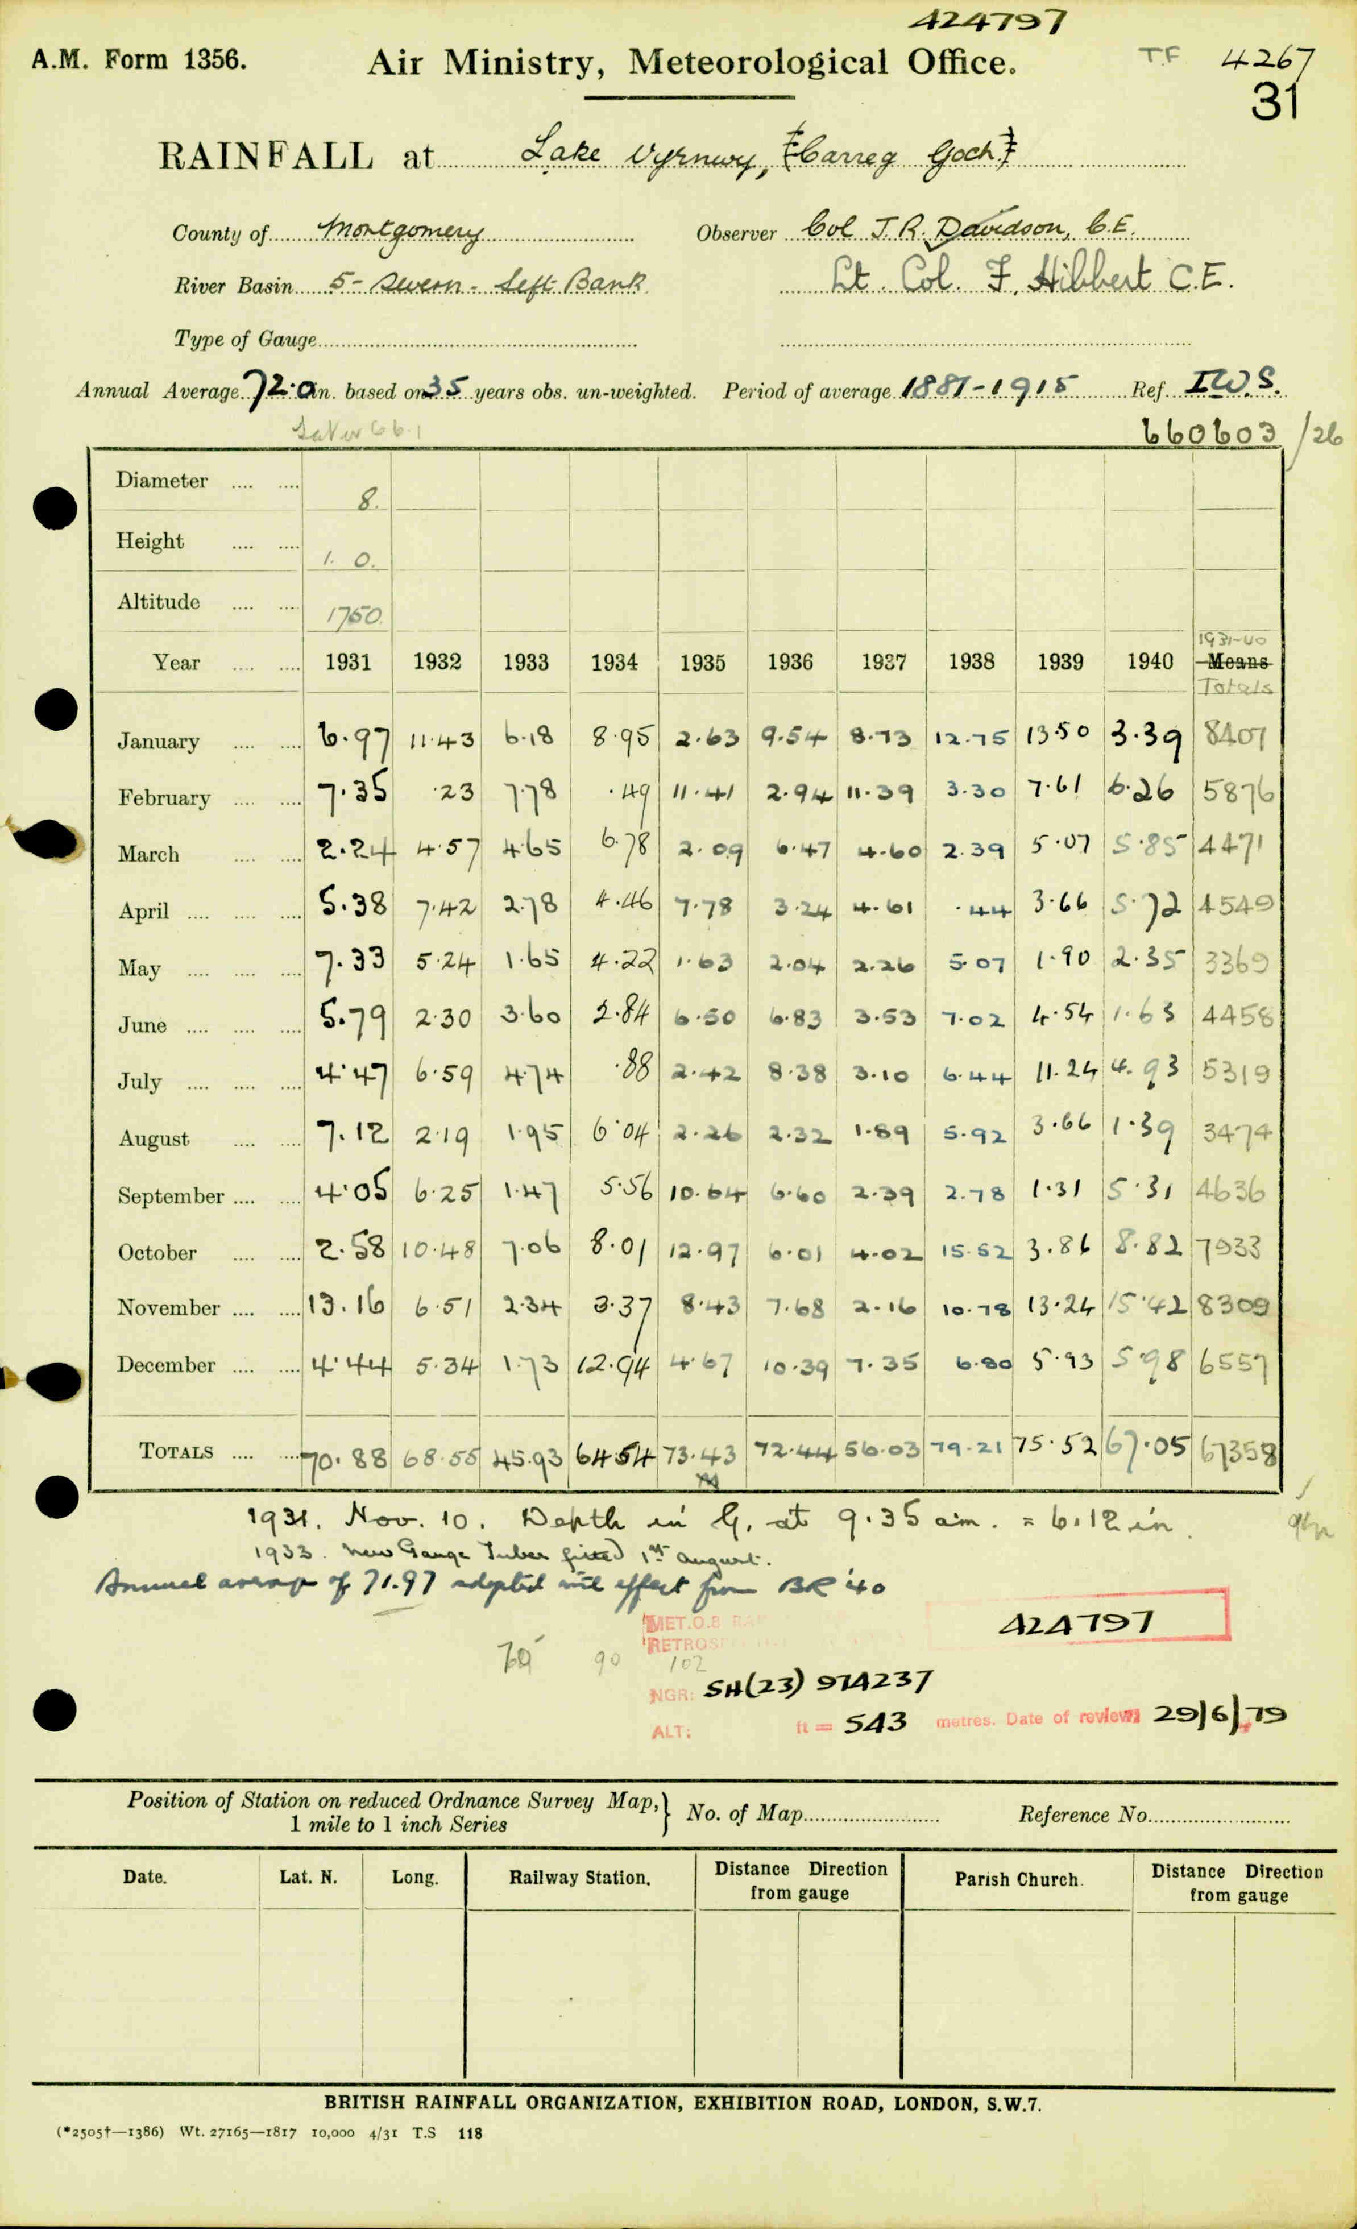 424797
A.M. Form 1356. Air Ministry, Meteorological Office. T.F 4267
31
RAINFALL at Lake Vyrnwy, (Carreg Goch)
County of Montgomery Observer Col J.R. Davidson, C.E.
River Basin 5 - Severn - Left Bank Lt. Col. F. Hibbert C.E.
Type of Gauge
Annual Average 72.0 in. based on 35 years obs. un-weighted. Period of average 1881-1915 Ref. I.W.S.
Later 66.1 660603 /26
Diameter .... .... 8.
Height .... .... 1. 0.
Altitude .... .... 1750.
1931-40
Year .... .... 1931 1932 1933 1934 1935 1936 1937 1938 1939 1940 Means
Totals
January .... .... 6.97 11.43 6.18 8.95 2.63 9.54 8.73 12.75 13.50 3.39 8407
February .... .... 7.35 .23 7.78 .49 11.41 2.94 11.39 3.30 7.61 6.26 5876
March .... .... 2.24 4.57 4.65 6.78 2.09 6.47 4.60 2.39 5.07 5.85 4471
April .... .... .... 5.38 7.42 2.78 4.46 7.78 3.24 4.61 .44 3.66 5.72 4549
May .... .... .... 7.33 5.24 1.65 4.22 1.63 2.04 2.26 5.07 1.90 2.35 3369
June .... .... .... 5.79 2.30 3.60 2.84 6.50 6.83 3.53 7.02 4.54 1.63 4458
July .... .... .... 4.47 6.59 4.74 .88 2.42 8.38 3.10 6.44 11.24 4.93 5319
August .... .... 7.12 2.19 1.95 6.04 2.26 2.32 1.89 5.92 3.66 1.39 3474
September .... .... 4.05 6.25 1.47 5.56 10.64 6.60 2.39 2.78 1.31 5.31 4636
October .... .... 2.58 10.48 7.06 8.01 12.97 6.01 4.02 15.52 3.86 8.82 7933
November .... .... 13.16 6.51 2.34 3.37 8.43 7.68 2.16 10.78 13.24 15.42 8309
December .... .... 4.44 5.34 1.73 12.94 4.67 10.39 7.35 6.80 5.93 5.98 6557
TOTALS .... .... 70.88 68.55 45.93 64.54 73.43 72.44 56.03 79.21 75.52 67.05 67358
1931. Nov. 10. Depth in G. at 9.35 a.m. = 6.12 in.
1933. New Gauge Tubes fitted 1st August.
Annual average of 71.97 adopted with effect from BR '40
MET.O.8 424797
RETROS
90 102
NGR: SH(23) 974237
ALT: ft = 543 metres. Date of review 29/6/79
Position of Station on reduced Ordnance Survey Map, } No. of Map Reference No.
1 mile to 1 inch Series
Date. Lat. N. Long. Railway Station. Distance Direction from gauge Parish Church. Distance Direction from gauge
BRITISH RAINFALL ORGANIZATION, EXHIBITION ROAD, LONDON, S.W.7.
(*2505†—1386) Wt. 27165—1817 10,000 4/31 T.S 118